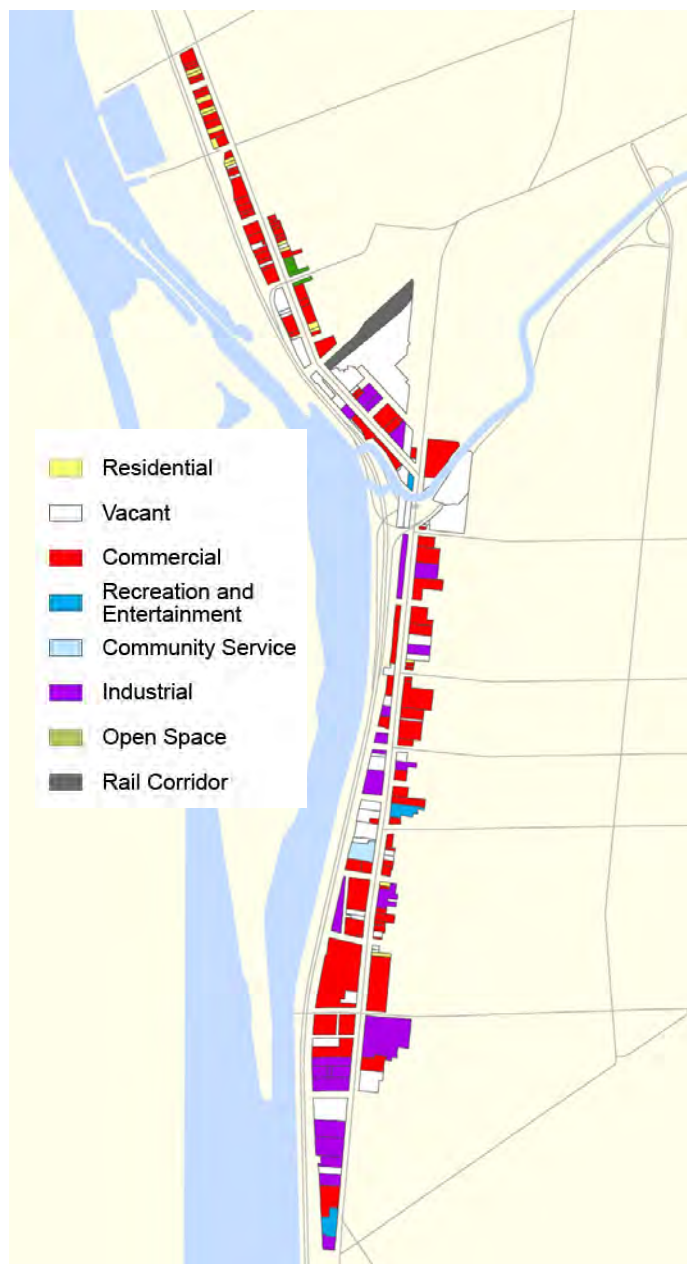 Residential
Vacant
Commercial
Recreation and
Entertainment
Community Service
Industrial
Open Space
Rail Corridor